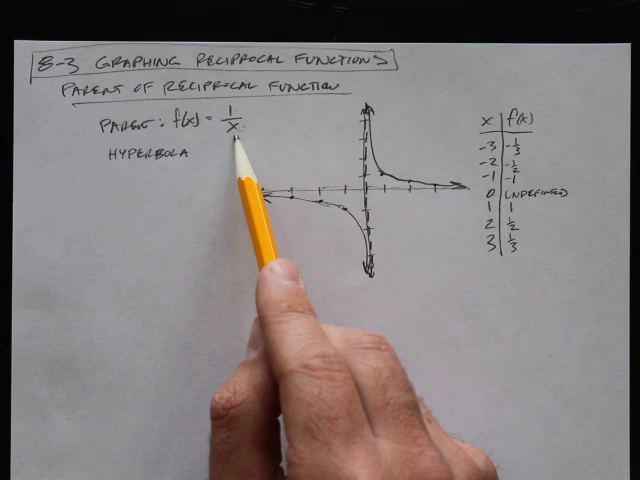 8-3 GRAPHING RECIPROCAL FUNCTIONS
PARENT OF RECIPROCAL FUNCTION
PARENT: f(x) = 1/x
HYPERBOLA
x f(x)
-3 -1/3
-2 -1/2
-1 -1
0 UNDEFINED
1 1
2 1/2
3 1/3